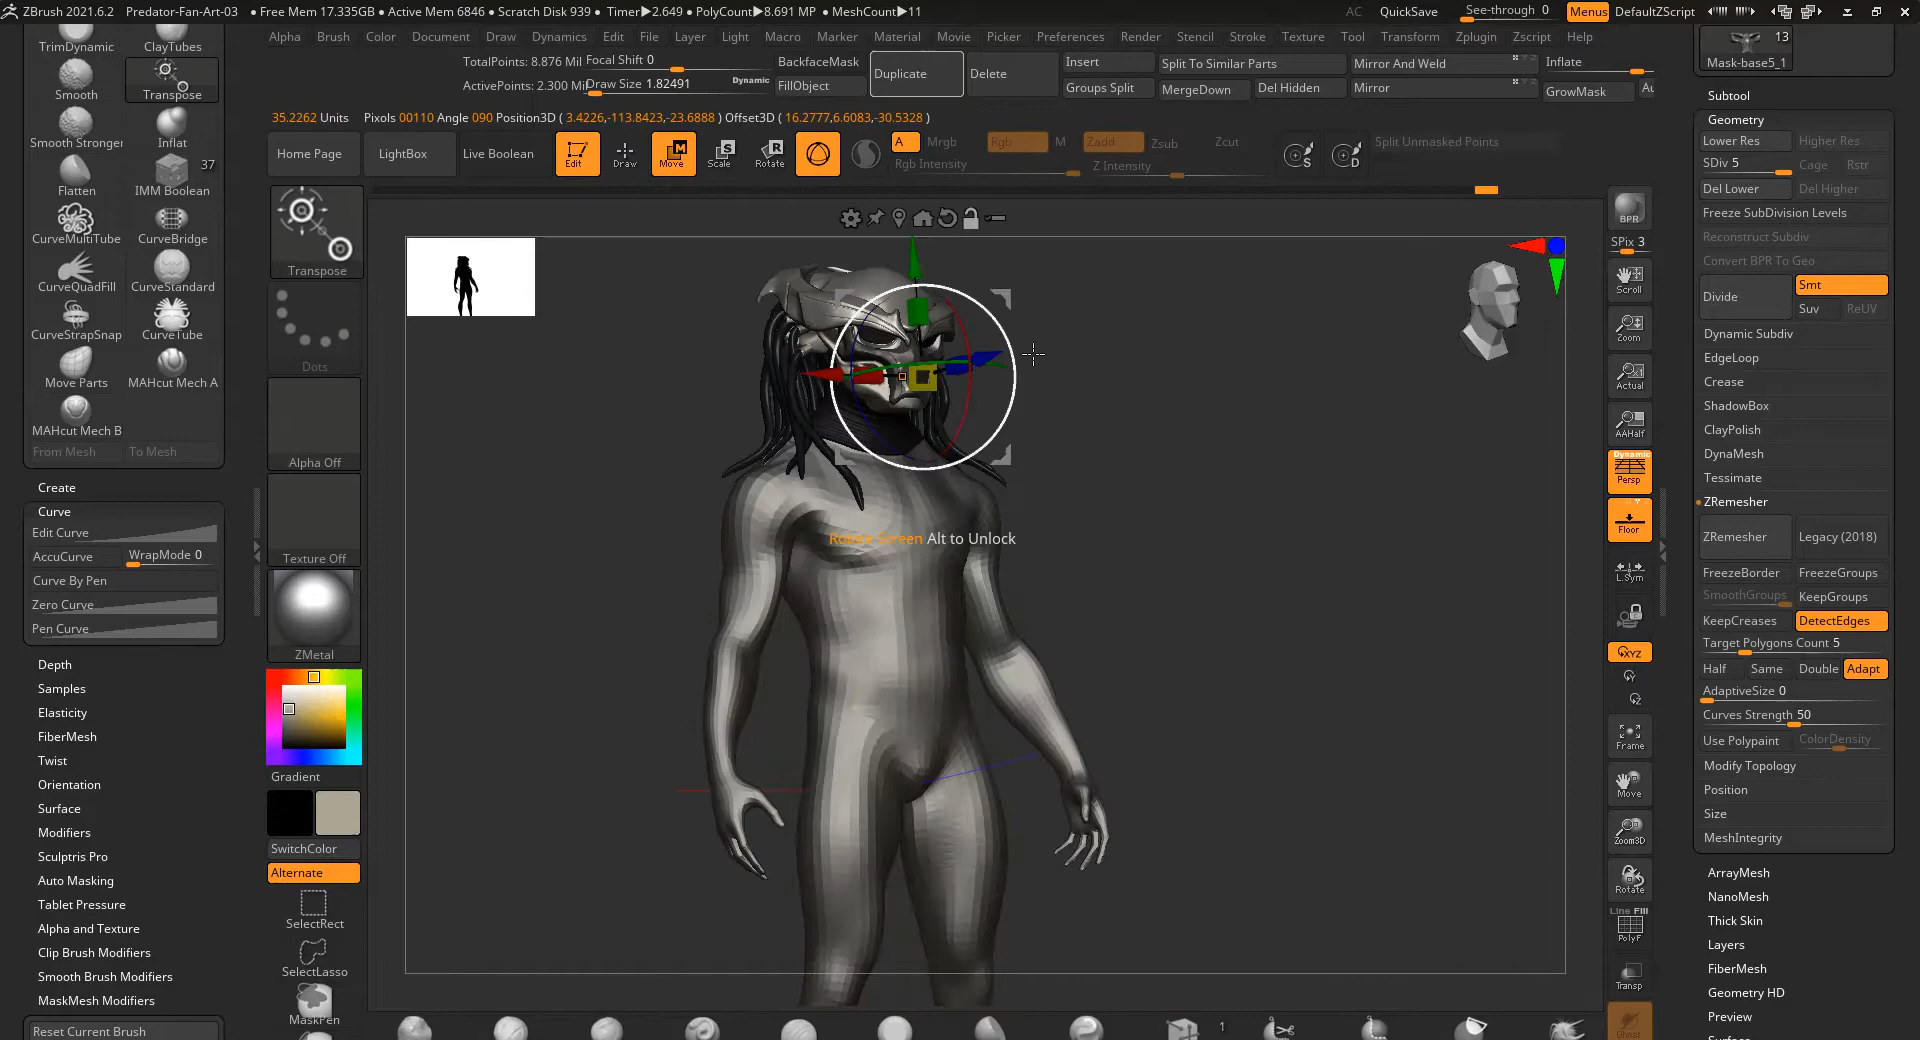 ZBrush 2021.6.2 Predator-Fan-Art-03 • Free Mem 17.335GB • Active Mem 6846 • Scratch Disk 939 • Timer▶2.649 • PolyCount▶8.691 MP • MeshCount▶11 AC QuickSave See-through 0 Menus DefaultZScript
Alpha Brush Color Document Draw Dynamics Edit File Layer Light Macro Marker Material Movie Picker Preferences Render Stencil Stroke Texture Tool Transform Zplugin Zscript Help
TotalPoints: 8.876 Mil Focal Shift 0 BackfaceMask Duplicate Delete Insert Split To Similar Parts Mirror And Weld Inflate
ActivePoints: 2.300 Mil Draw Size 1.82491 Dynamic FillObject Groups Split MergeDown Del Hidden Mirror GrowMask Au
35.2262 Units Pixols 00110 Angle 090 Position3D ( 3.4226,-113.8423,-23.6888 ) Offset3D ( 16.2777,6.6083,-30.5328 )
Home Page LightBox Live Boolean Edit Draw Move Scale Rotate A Mrgb Rgb M Zadd Zsub Zcut S D Split Unmasked Points
Rgb Intensity Z Intensity
TrimDynamic ClayTubes
Smooth Transpose
Smooth Stronger Inflat
37
Flatten IMM Boolean
CurveMultiTube CurveBridge
CurveQuadFill CurveStandard
CurveStrapSnap CurveTube
Move Parts MAHcut Mech A
MAHcut Mech B
From Mesh To Mesh
Create
Curve
Edit Curve
AccuCurve WrapMode 0
Curve By Pen
Zero Curve
Pen Curve
Depth
Samples
Elasticity
FiberMesh
Twist
Orientation
Surface
Modifiers
Sculptris Pro
Auto Masking
Tablet Pressure
Alpha and Texture
Clip Brush Modifiers
Smooth Brush Modifiers
MaskMesh Modifiers
Reset Current Brush
Transpose
Dots
Alpha Off
Texture Off
ZMetal
Gradient
SwitchColor
Alternate
SelectRect
SelectLasso
MaskPen
Rotate Screen Alt to Unlock
1
BPR
SPix 3
Scroll
Zoom
Actual
AAHalf
Dynamic
Persp
Floor
L.Sym
XYZ
Y
Z
Frame
Move
Zoom3D
Rotate
Line Fill
PolyF
Transp
Ghost
13
Mask-base5_1
Subtool
Geometry
Lower Res Higher Res
SDiv 5 Cage Rstr
Del Lower Del Higher
Freeze SubDivision Levels
Reconstruct Subdiv
Convert BPR To Geo
Divide Smt
Suv ReUV
Dynamic Subdiv
EdgeLoop
Crease
ShadowBox
ClayPolish
DynaMesh
Tessimate
ZRemesher
ZRemesher Legacy (2018)
FreezeBorder FreezeGroups
SmoothGroups KeepGroups
KeepCreases DetectEdges
Target Polygons Count 5
Half Same Double Adapt
AdaptiveSize 0
Curves Strength 50
Use Polypaint ColorDensity
Modify Topology
Position
Size
MeshIntegrity
ArrayMesh
NanoMesh
Thick Skin
Layers
FiberMesh
Geometry HD
Preview
Surface